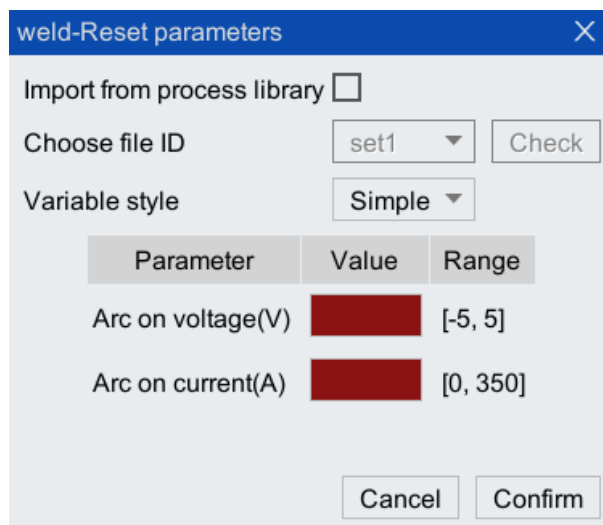 weld-Reset parameters
Import from process library
Choose file ID set1 Check
Variable style Simple
Parameter Value Range
Arc on voltage(V) [-5, 5]
Arc on current(A) [0, 350]
Cancel Confirm